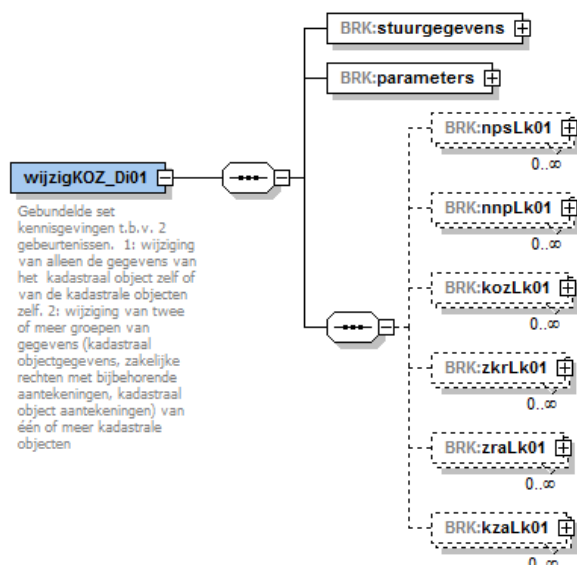 BRK:stuurgegevens
BRK:parameters
BRK:npsLk01
0..∞
wijzigKOZ_Di01
Gebundelde set
kennisgevingen t.b.v. 2
gebeurtenissen.  1: wijziging
van alleen de gegevens van
het  kadastraal object zelf of
van de kadastrale objecten
zelf. 2: wijziging van twee
of meer groepen van
gegevens (kadastraal
objectgegevens, zakelijke
rechten met bijbehorende
aantekeningen, kadastraal
object aantekeningen) van
één of meer kadastrale
objecten
BRK:nnpLk01
0..∞
BRK:kozLk01
0..∞
BRK:zkrLk01
0..∞
BRK:zraLk01
0..∞
BRK:kzaLk01
0..∞